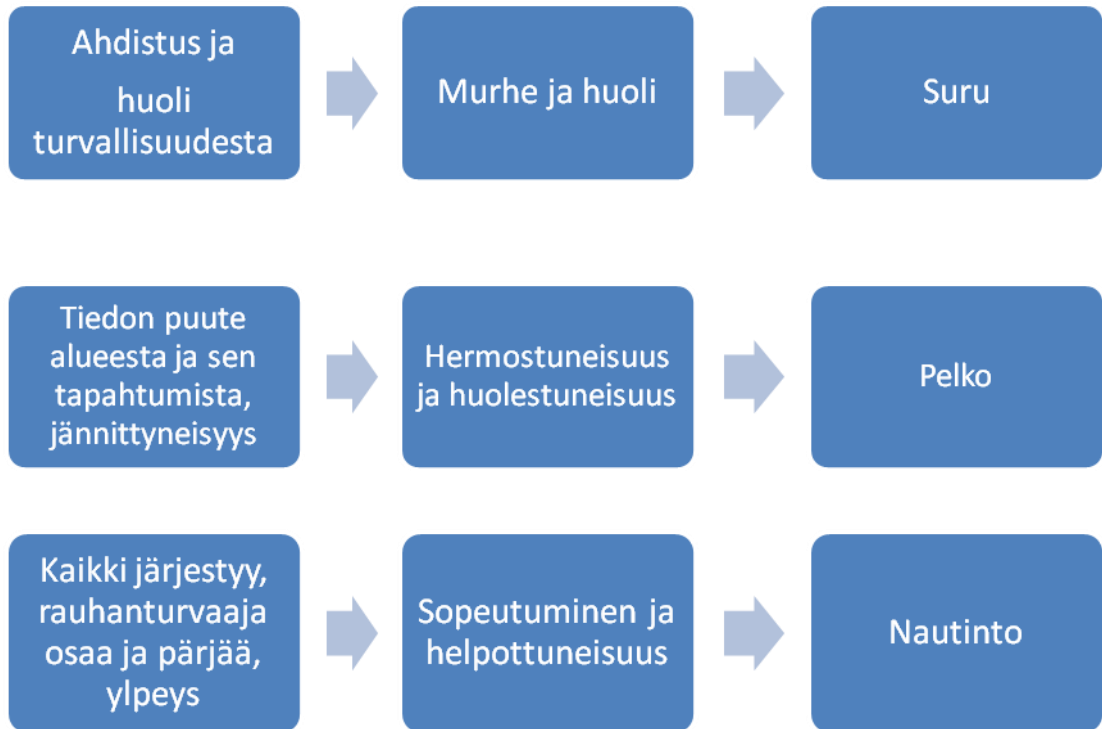 Ahdistus ja
huoli
turvallisuudesta
Murhe ja huoli
Suru
Tiedon puute
alueesta ja sen
tapahtumista,
jännittyneisyys
Hermostuneisuus
ja huolestuneisuus
Pelko
Kaikki järjestyy,
rauhanturvaaja
osaa ja pärjää,
ylpeys
Sopeutuminen ja
helpottuneisuus
Nautinto